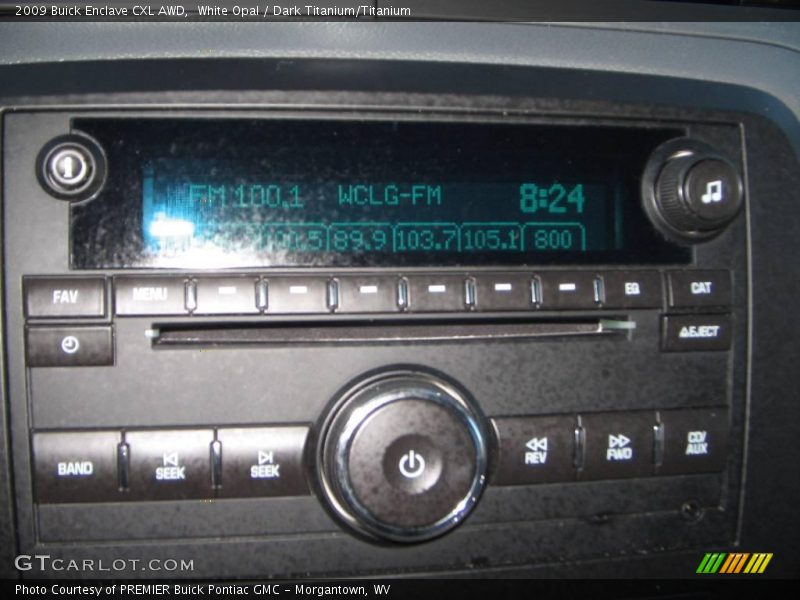 2009 Buick Enclave CXL AWD,  White Opal / Dark Titanium/Titanium
i
FM 100.1 WCLG-FM 8:24
89.9 103.7 105.1 800
FAV MENU EQ CAT
EJECT
BAND SEEK SEEK REV FWD CD/AUX
GTCARLOT.COM
Photo Courtesy of PREMIER Buick Pontiac GMC - Morgantown, WV